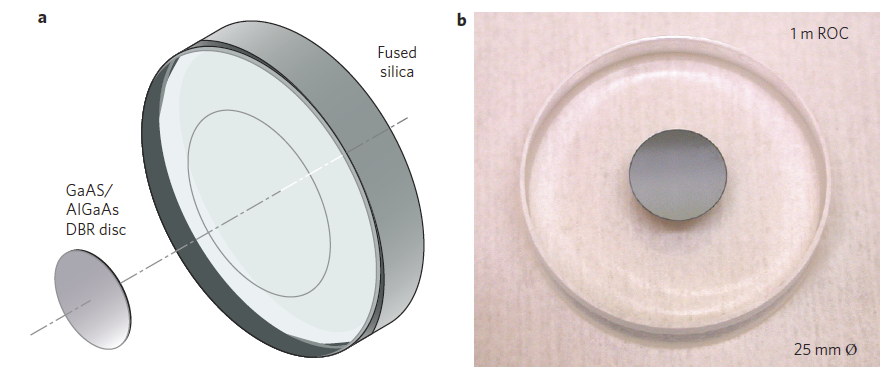 a
Fused
silica
GaAS/
AlGaAs
DBR disc
b
1 m ROC
25 mm Ø